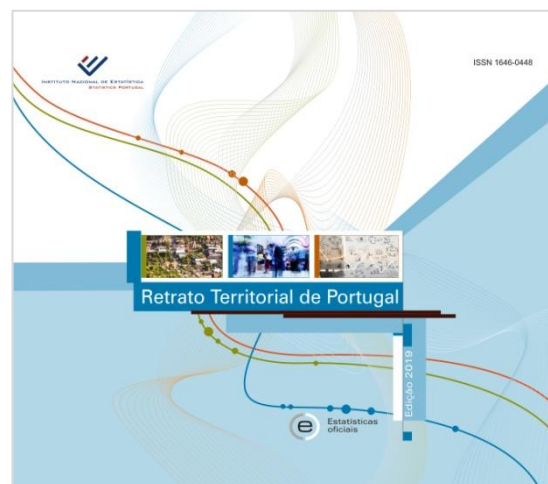 INSTITUTO NACIONAL DE ESTATÍSTICA
STATISTICS PORTUGAL
ISSN 1646-0448
Retrato Territorial de Portugal
Edição 2019
e
Estatísticas
oficiais